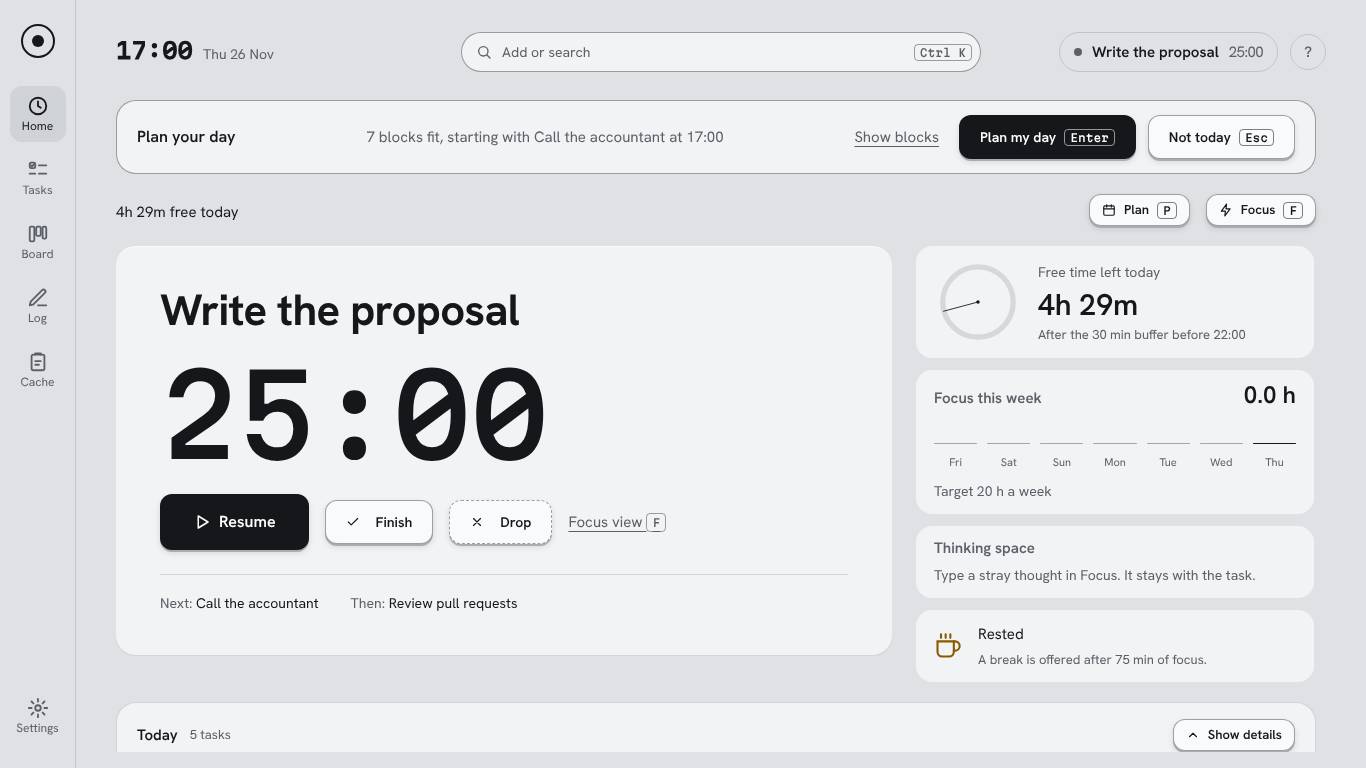 17:00 Thu 26 Nov
Add or search Ctrl K
Write the proposal 25:00 ?
Home
Tasks
Board
Log
Cache
Settings
Plan your day 7 blocks fit, starting with Call the accountant at 17:00 Show blocks Plan my day Enter Not today Esc
4h 29m free today Plan P Focus F
Write the proposal
25:00
Resume Finish Drop Focus view F
Next: Call the accountant Then: Review pull requests
Free time left today
4h 29m
After the 30 min buffer before 22:00
Focus this week 0.0 h
Fri Sat Sun Mon Tue Wed Thu
Target 20 h a week
Thinking space
Type a stray thought in Focus. It stays with the task.
Rested
A break is offered after 75 min of focus.
Today 5 tasks Show details